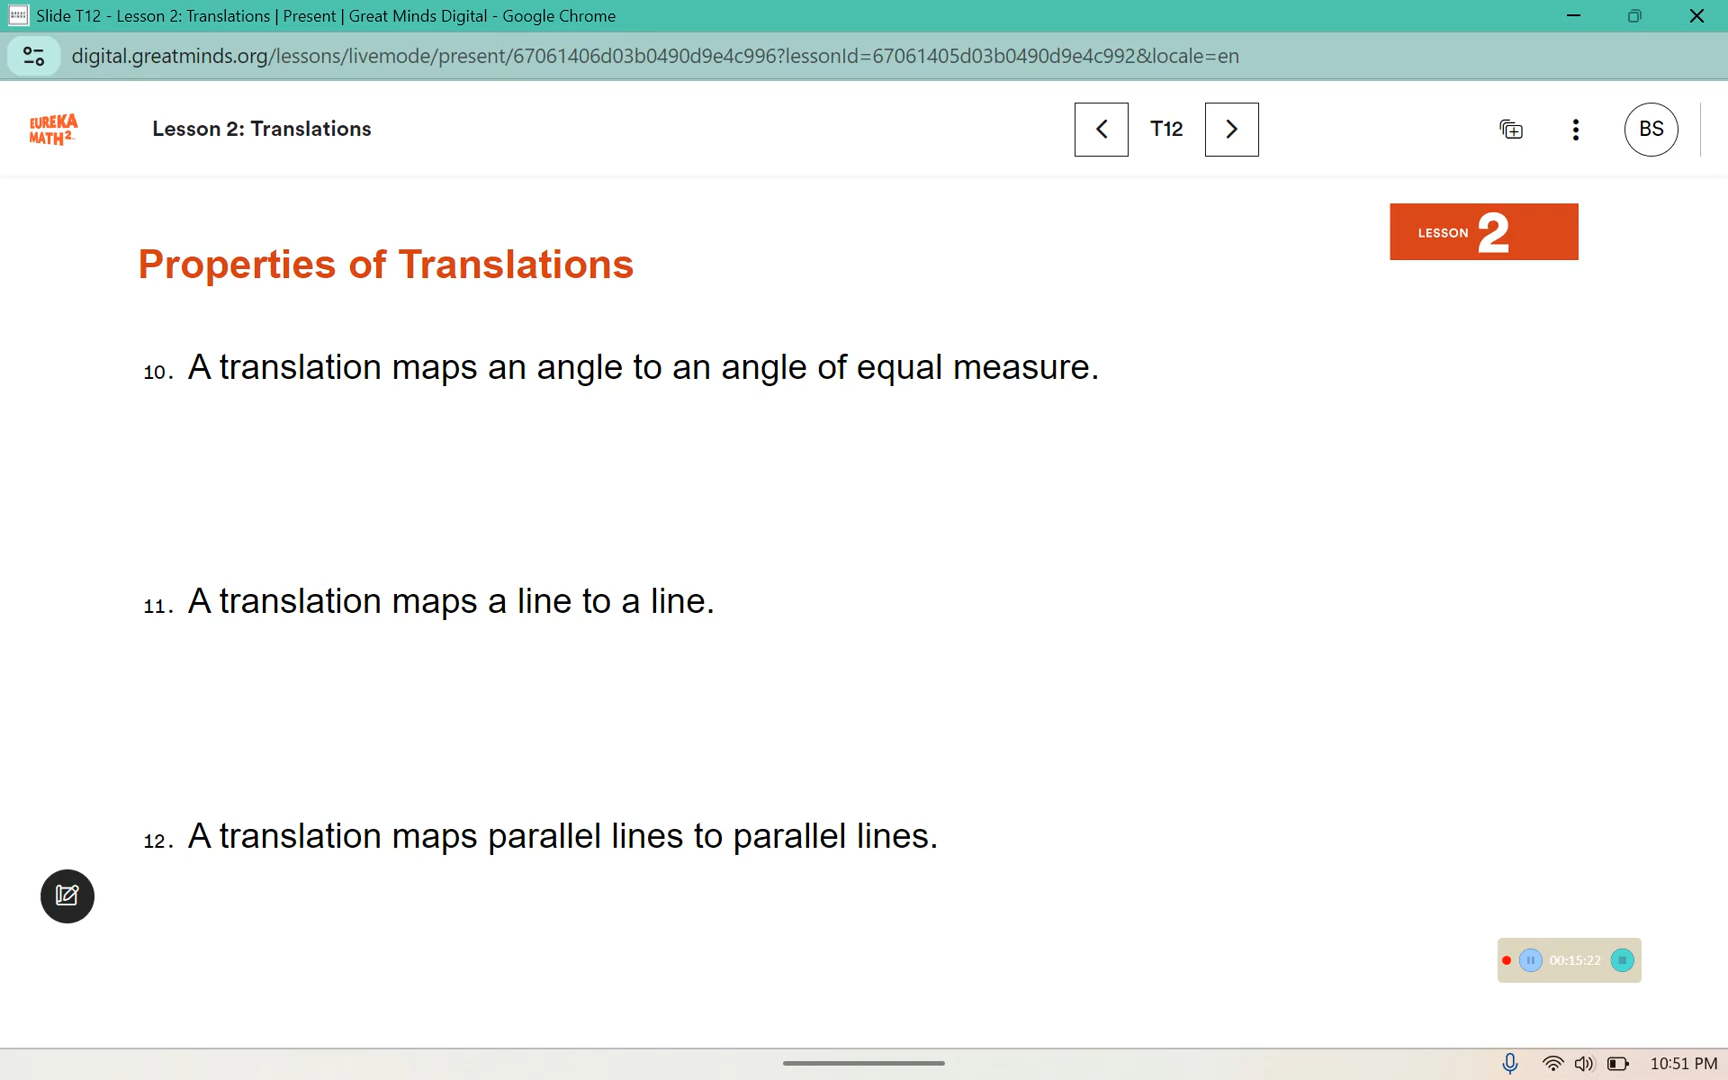 Slide T12 - Lesson 2: Translations | Present | Great Minds Digital - Google Chrome
digital.greatminds.org/lessons/livemode/present/67061406d03b0490d9e4c996?lessonId=67061405d03b0490d9e4c992&locale=en
EUREKA
MATH2
Lesson 2: Translations
T12
BS
LESSON 2
Properties of Translations
10. A translation maps an angle to an angle of equal measure.
11. A translation maps a line to a line.
12. A translation maps parallel lines to parallel lines.
00:15:22
10:51 PM